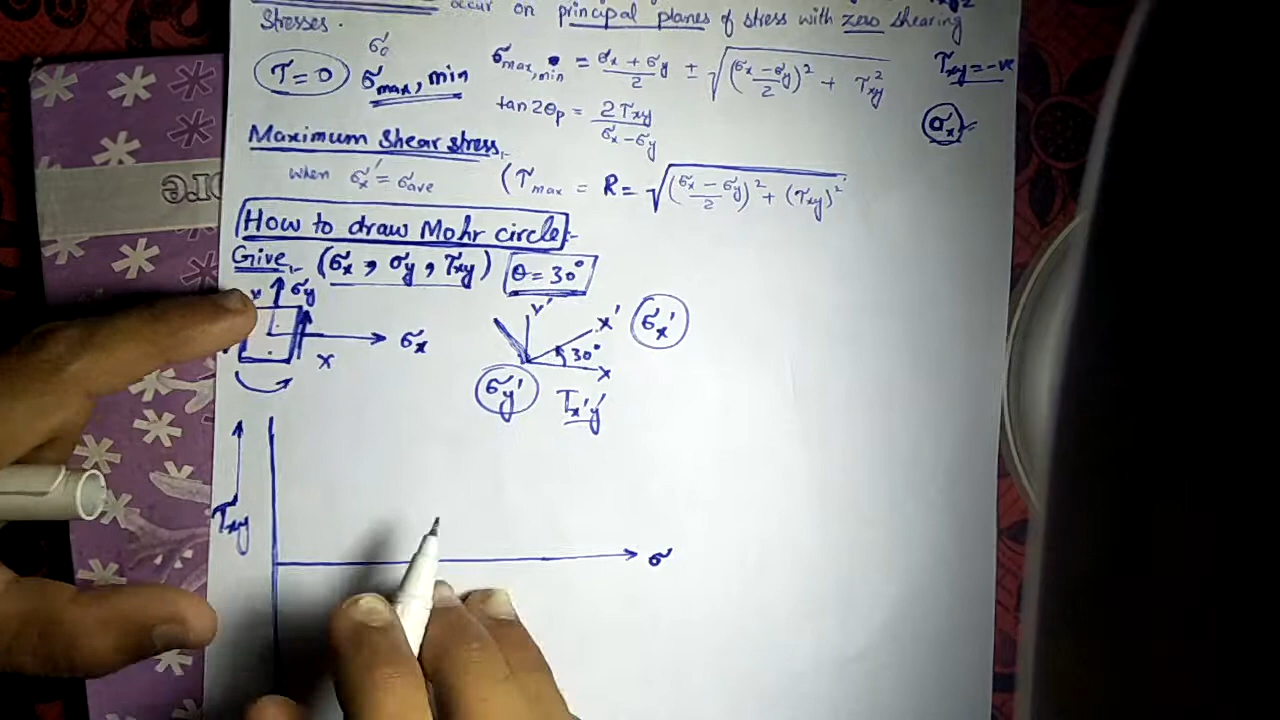 occur on principal planes of stress with zero shearing
Stresses.
τ = 0 σmax, min
σmax,min = σx + σy / 2 ± √((σx - σy / 2)² + τxy²)
τxy = -ve
σx
tan 2θp = 2τxy / σx - σy
Maximum Shear stress:-
when σx' = σave (τmax = R = √((σx - σy / 2)² + (τxy)²
How to draw Mohr circle:-
Give:- (σx, σy, τxy) θ = 30°
σy
σx
x
Y' x' σx'
30°
x
σy' τx'y'
τxy
σ
ore